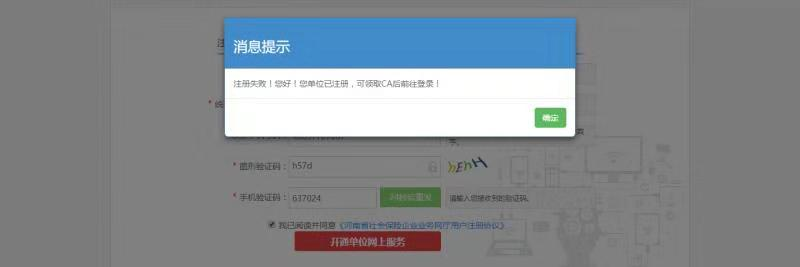 消息提示
注册失败！您好！您单位已注册，可领取CA后前往登录！
确定
* 图形验证码： h57d
* 手机验证码： 637024 请输入您接收到的验证码。
我已阅读并同意《河南省社会保险企业业务网厅用户注册协议》
开通单位网上服务